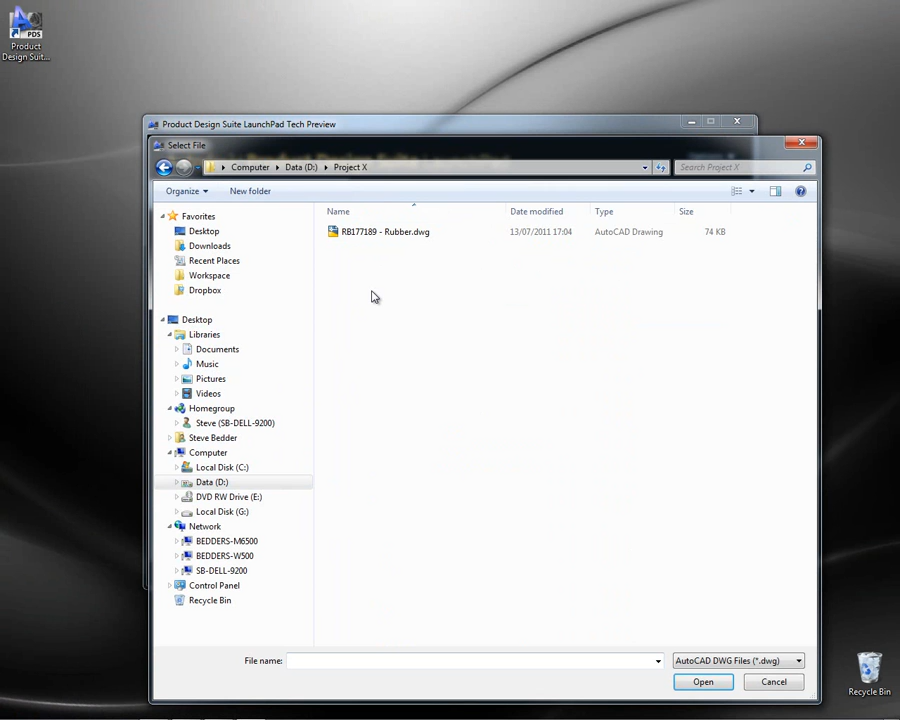 PDS
Product
Design Suit...
Product Design Suite LaunchPad Tech Preview
Select File
Computer
Data (D:)
Project X
Search Project X
Organize
New folder
Name
Date modified
Type
Size
RB177189 - Rubber.dwg
13/07/2011 17:04
AutoCAD Drawing
74 KB
Favorites
Desktop
Downloads
Recent Places
Workspace
Dropbox
Desktop
Libraries
Documents
Music
Pictures
Videos
Homegroup
Steve (SB-DELL-9200)
Steve Bedder
Computer
Local Disk (C:)
Data (D:)
DVD RW Drive (E:)
Local Disk (G:)
Network
BEDDERS-M6500
BEDDERS-W500
SB-DELL-9200
Control Panel
Recycle Bin
File name:
AutoCAD DWG Files (*.dwg)
Open
Cancel
Recycle Bin